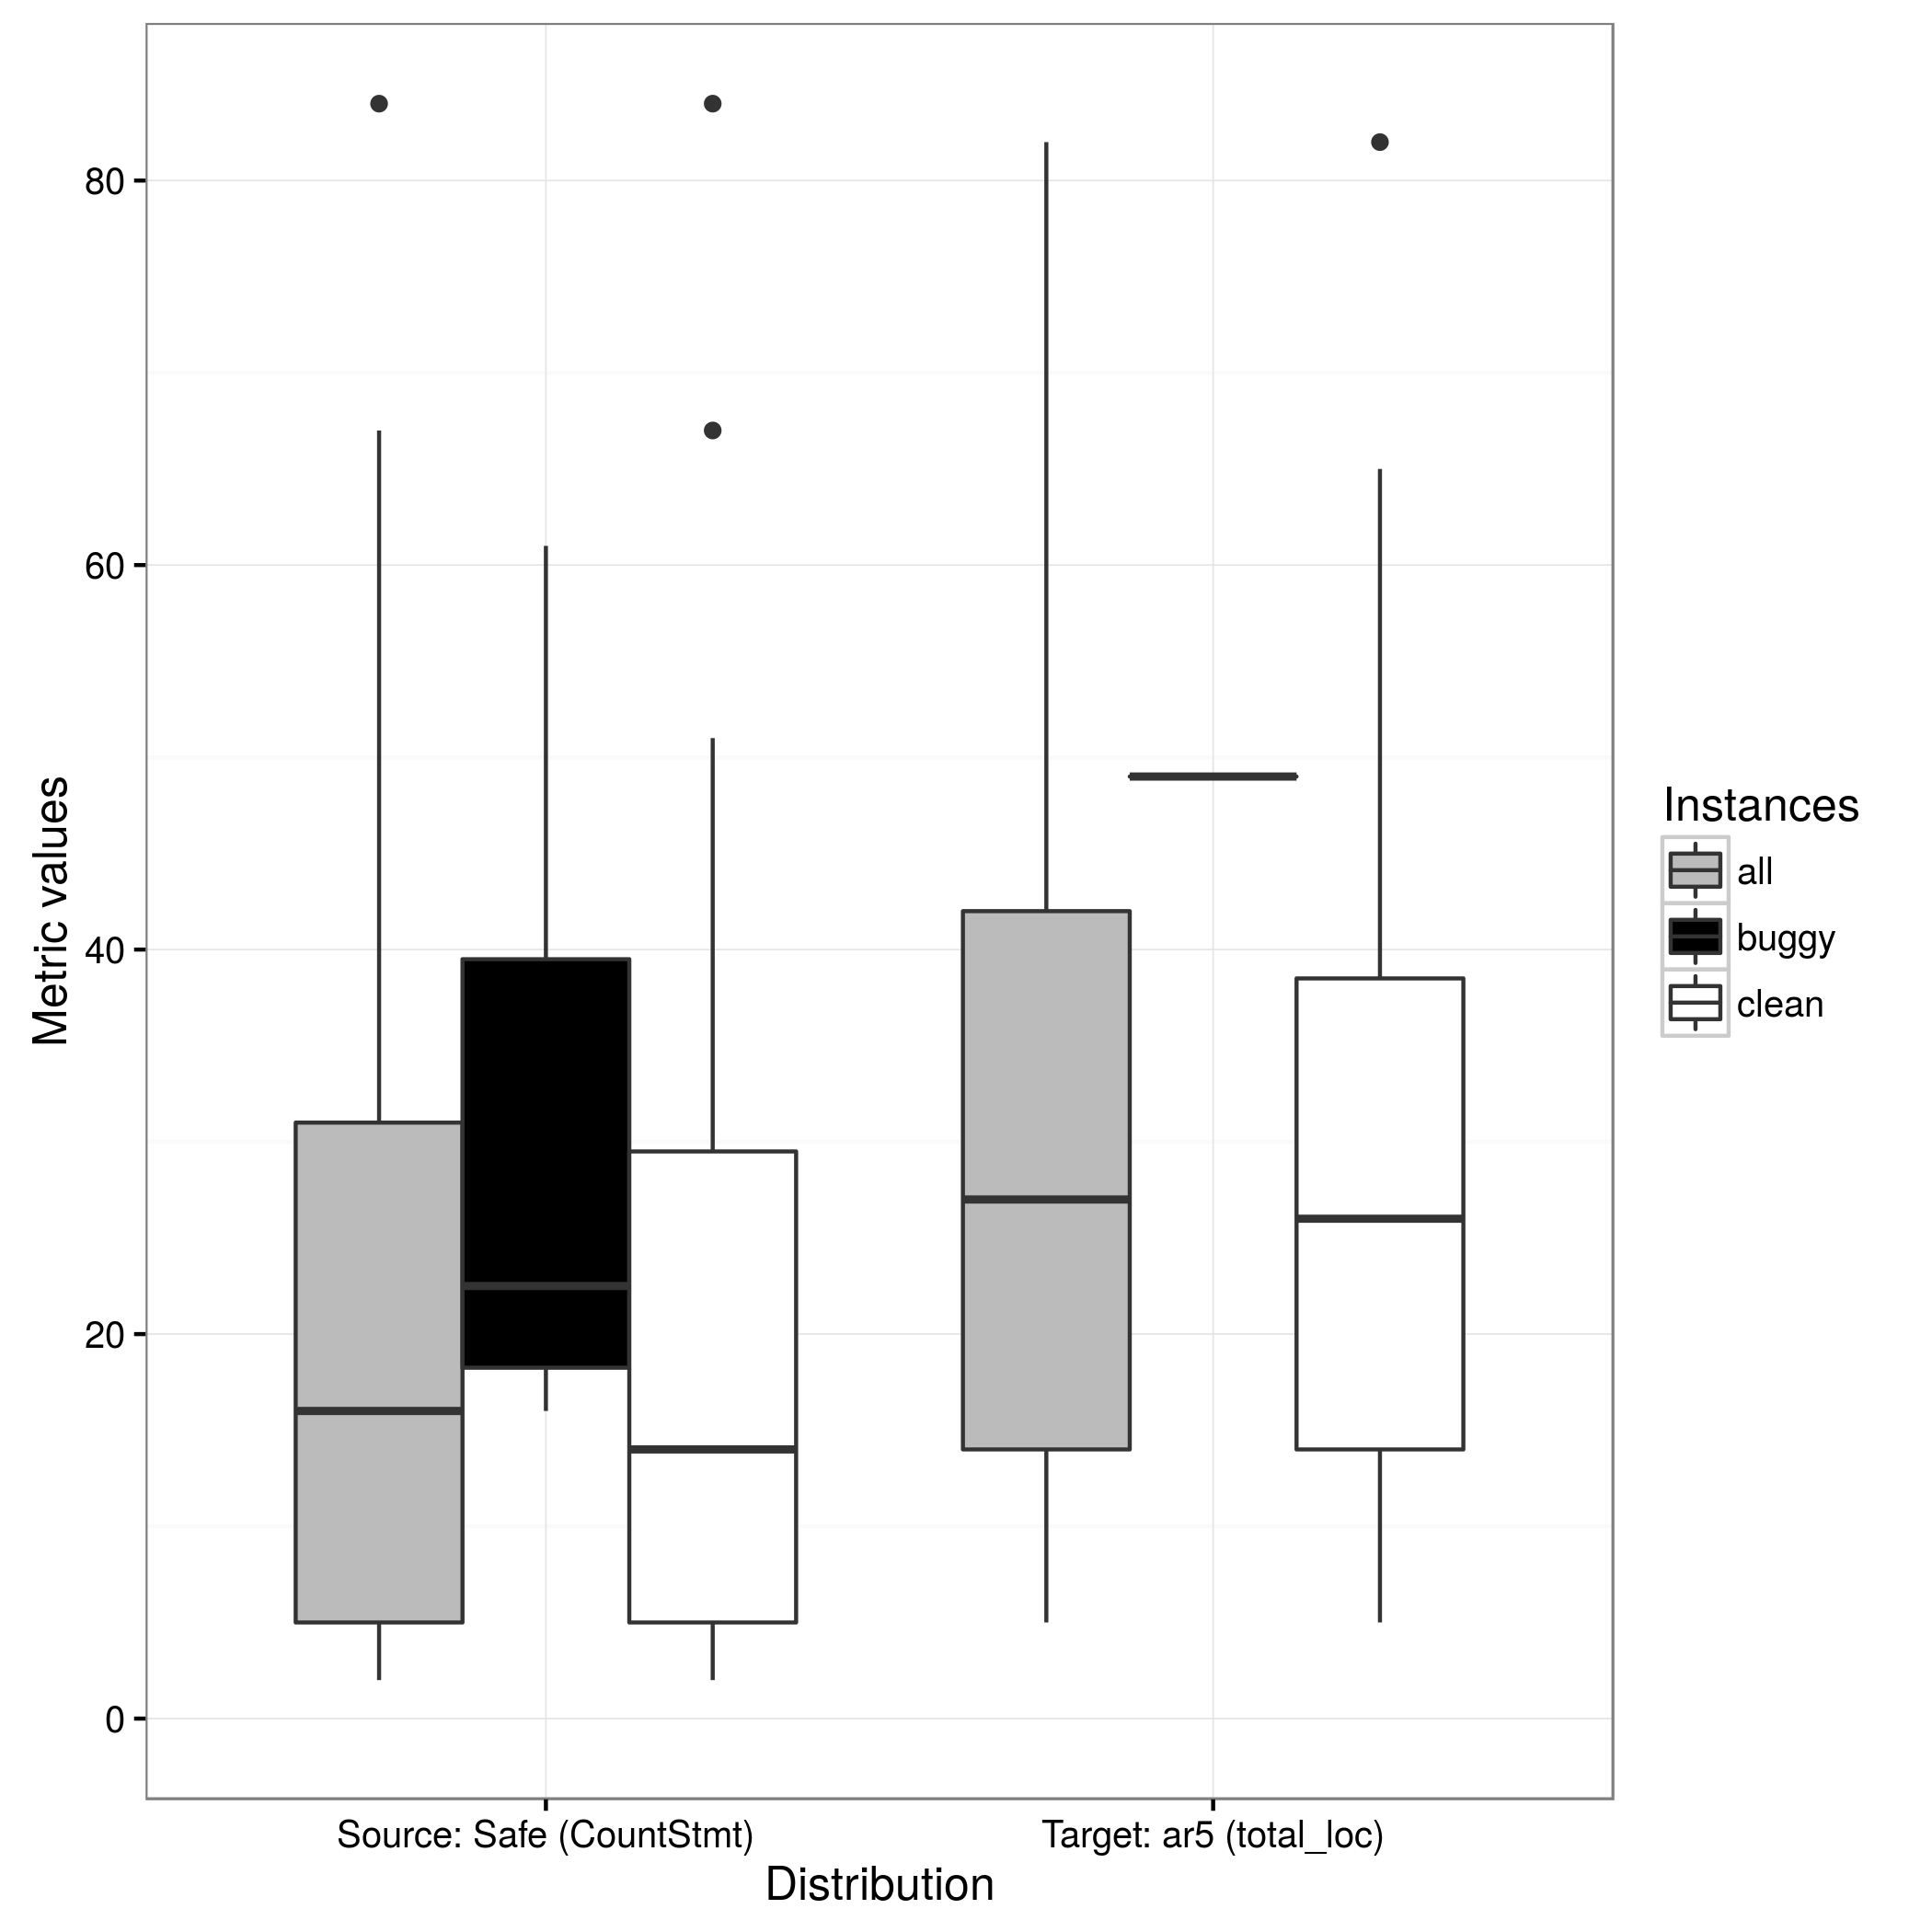 80
60
40
20
0
Metric values
Source: Safe (CountStmt)
Target: ar5 (total_loc)
Distribution
Instances
all
buggy
clean